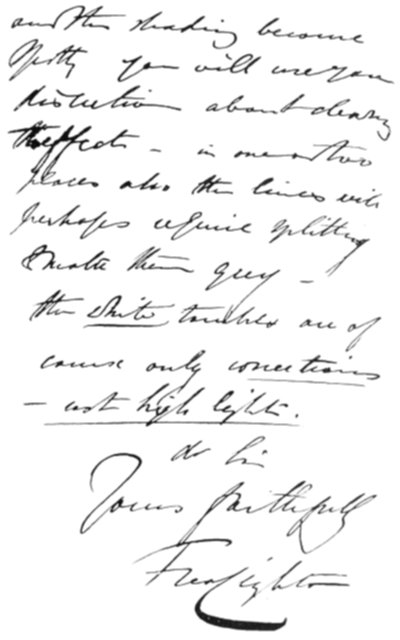 and the shading become
spotty you will use your
discretion about clearing
the effects – in one or two
places also the lines will
perhaps require splitting
& make them grey –
the white touches are of
course only corrections
– not high lights.
dr Sir
Yours faithfully
Fred Leighton